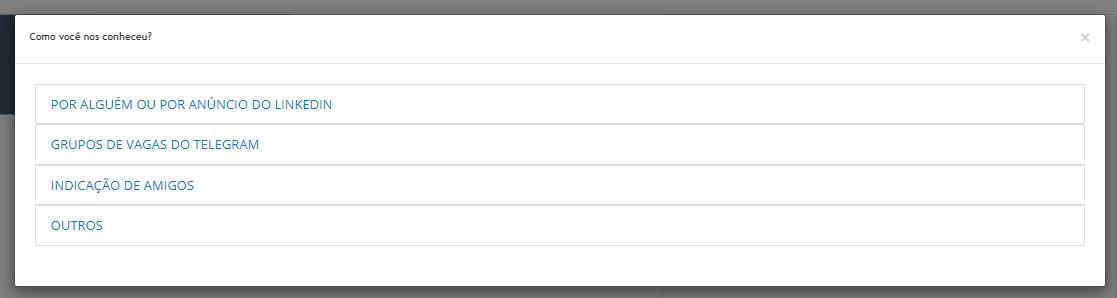 Como você nos conheceu?
×
POR ALGUÉM OU POR ANÚNCIO DO LINKEDIN
GRUPOS DE VAGAS DO TELEGRAM
INDICAÇÃO DE AMIGOS
OUTROS